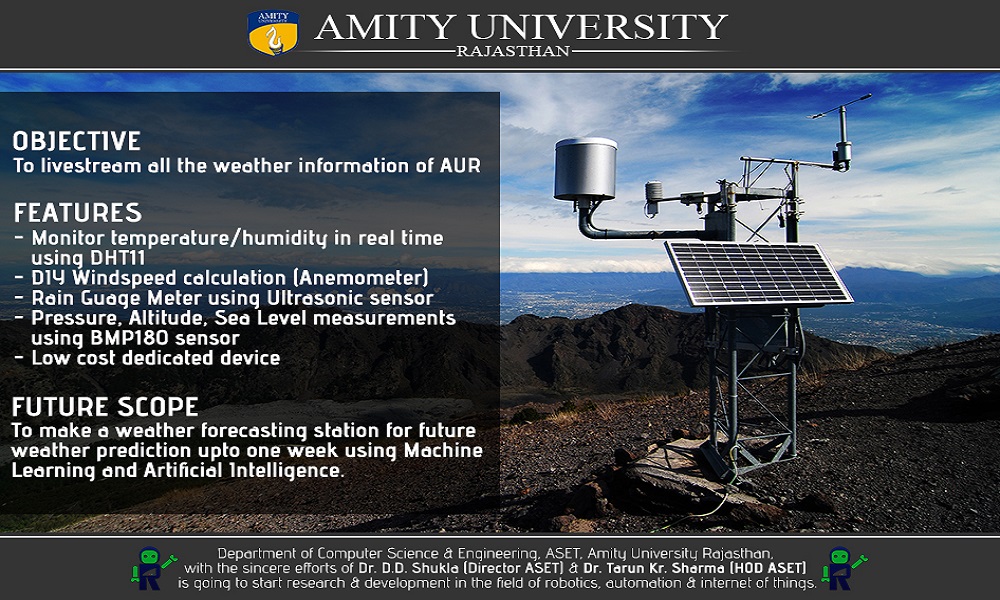 AMITY
UNIVERSITY
AMITY UNIVERSITY
RAJASTHAN
OBJECTIVE
To livestream all the weather information of AUR
FEATURES
- Monitor temperature/humidity in real time
using DHT11
- DIY Windspeed calculation (Anemometer)
- Rain Guage Meter using Ultrasonic sensor
- Pressure, Altitude, Sea Level measurements
using BMP180 sensor
- Low cost dedicated device
FUTURE SCOPE
To make a weather forecasting station for future
weather prediction upto one week using Machine
Learning and Artificial Intelligence.
Department of Computer Science & Engineering, ASET, Amity University Rajasthan,
with the sincere efforts of Dr. D.D. Shukla (Director ASET) & Dr. Tarun Kr. Sharma (HOD ASET)
is going to start research & development in the field of robotics, automation & internet of things.